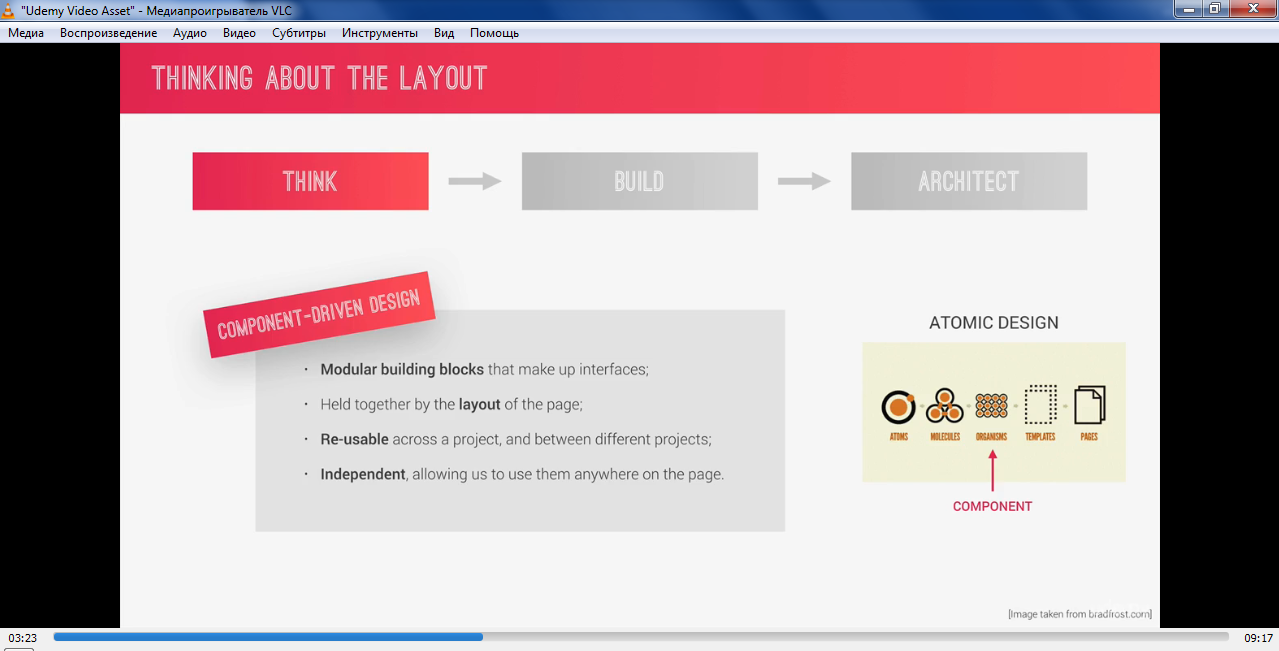 "Udemy Video Asset" - Медиапроигрыватель VLC
Медиа Воспроизведение Аудио Видео Субтитры Инструменты Вид Помощь
THINKING ABOUT THE LAYOUT
THINK BUILD ARCHITECT
COMPONENT-DRIVEN DESIGN
· Modular building blocks that make up interfaces;
· Held together by the layout of the page;
· Re-usable across a project, and between different projects;
· Independent, allowing us to use them anywhere on the page.
ATOMIC DESIGN
ATOMS MOLECULES ORGANISMS TEMPLATES PAGES
COMPONENT
[Image taken from bradfrost.com]
03:23 09:17